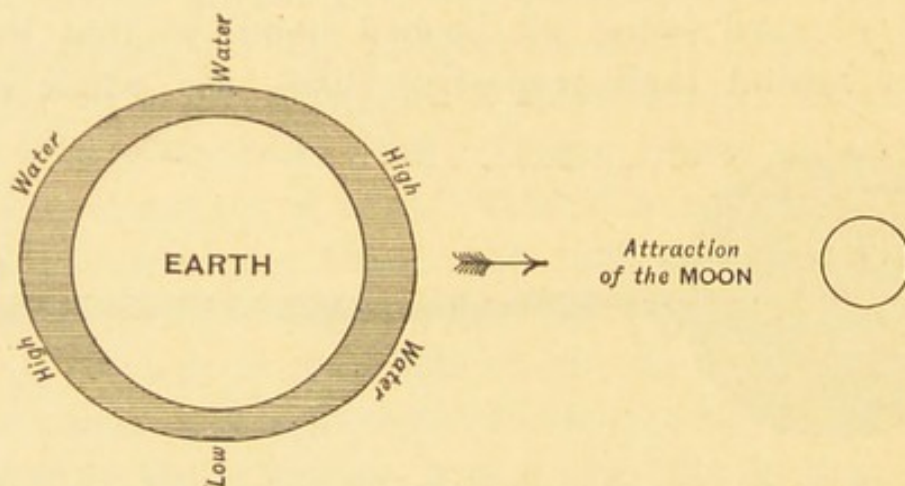 Water
Water
High
EARTH
Attraction
of the MOON
High
Water
Low